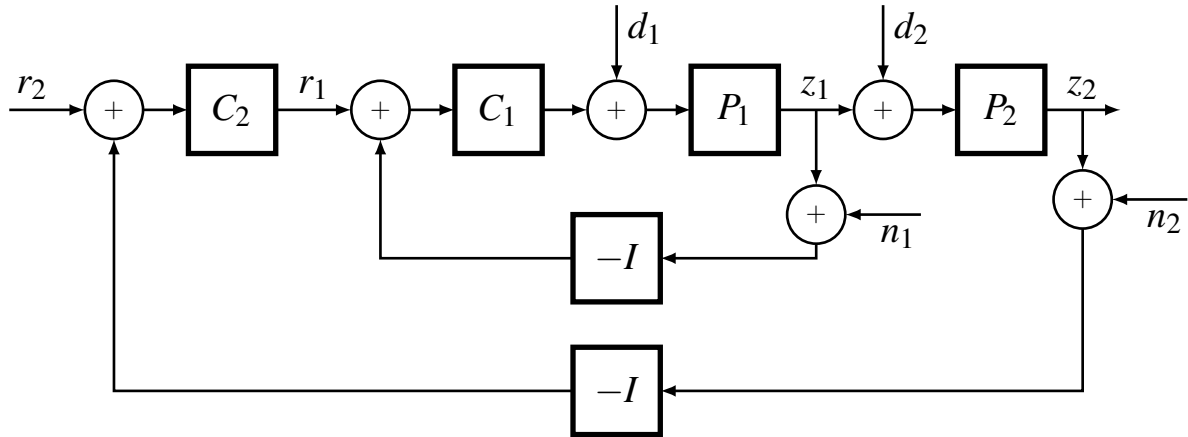 d₁
d₂
r₂ + C₂ r₁ + C₁ + P₁ z₁ + P₂ z₂
+ n₁
+ n₂
−I
−I